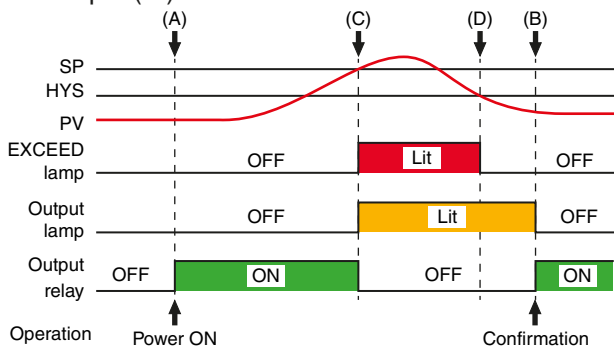 (A) (C) (D) (B)
SP
HYS
PV
EXCEED
lamp
OFF Lit OFF
Output
lamp
OFF Lit OFF
Output
relay
OFF ON OFF ON
Operation Power ON Confirmation